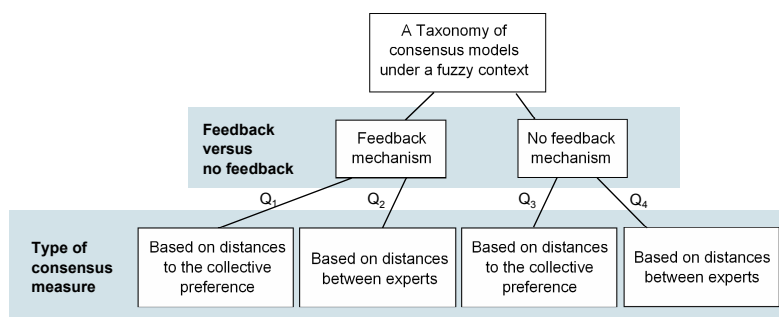 A Taxonomy of
consensus models
under a fuzzy context
Feedback
versus
no feedback
Feedback
mechanism
No feedback
mechanism
Q1
Q2
Q3
Q4
Type of
consensus
measure
Based on distances
to the collective
preference
Based on distances
between experts
Based on distances
to the collective
preference
Based on distances
between experts